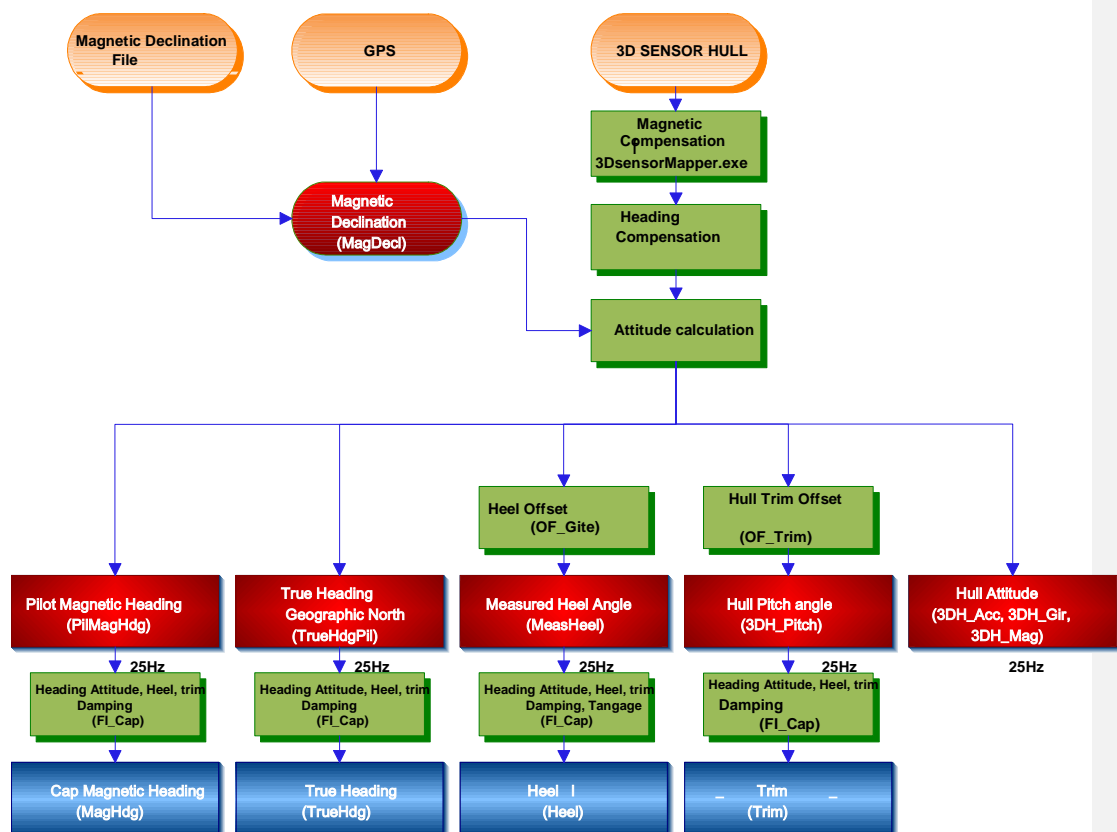 Magnetic Declination
File
GPS
3D SENSOR HULL
Magnetic
Compensation
3DsensorMapper.exe
Magnetic
Declination
(MagDecl)
Heading
Compensation
Attitude calculation
Heel Offset
(OF_Gite)
Hull Trim Offset
(OF_Trim)
Pilot Magnetic Heading
(PilMagHdg)
True Heading
Geographic North
(TrueHdgPil)
Measured Heel Angle
(MeasHeel)
Hull Pitch angle
(3DH_Pitch)
Hull Attitude
(3DH_Acc, 3DH_Gir,
3DH_Mag)
25Hz
25Hz
25Hz
25Hz
25Hz
Heading Attitude, Heel, trim
Damping
(FI_Cap)
Heading Attitude, Heel, trim
Damping
(FI_Cap)
Heading Attitude, Heel, trim
Damping, Tangage
(FI_Cap)
Heading Attitude, Heel, trim
Damping
(FI_Cap)
Cap Magnetic Heading
(MagHdg)
True Heading
(TrueHdg)
Heel
(Heel)
Trim
(Trim)